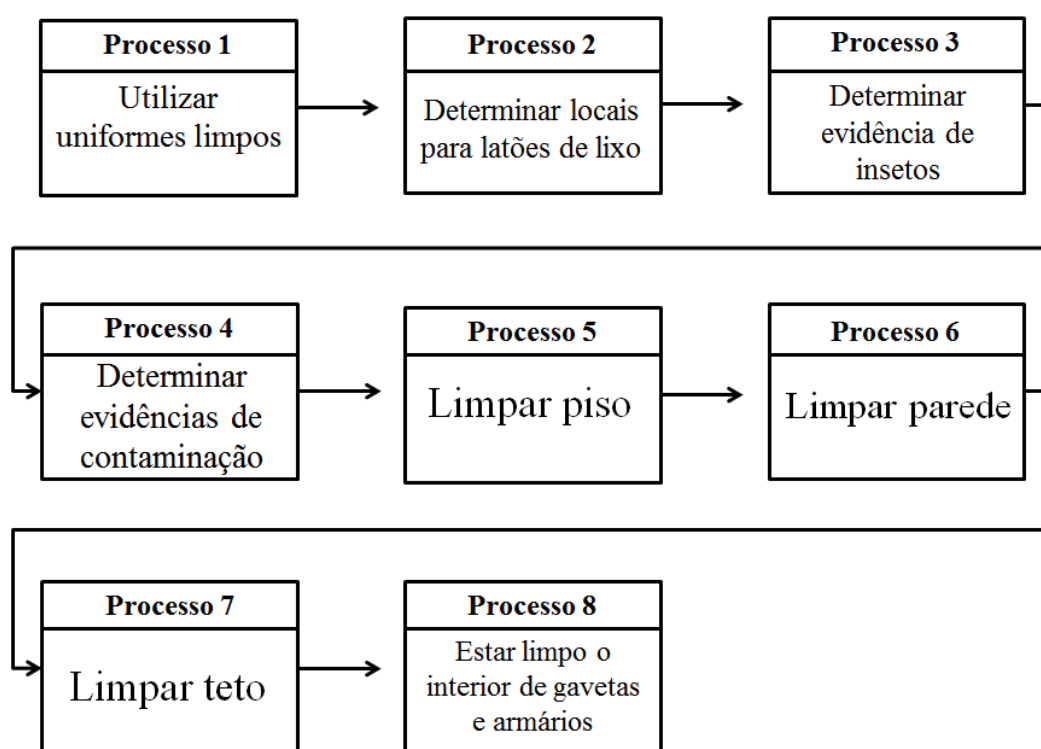 Processo 1
Utilizar
uniformes limpos
Processo 2
Determinar locais
para latões de lixo
Processo 3
Determinar
evidência de
insetos
Processo 4
Determinar
evidências de
contaminação
Processo 5
Limpar piso
Processo 6
Limpar parede
Processo 7
Limpar teto
Processo 8
Estar limpo o
interior de gavetas
e armários